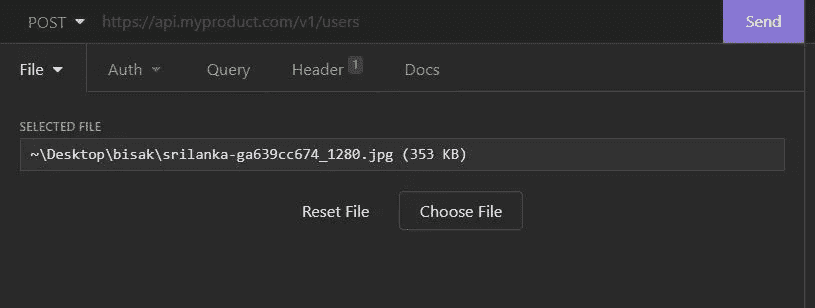 POST https://api.myproduct.com/v1/users Send
File Auth Query Header 1 Docs
SELECTED FILE
~\Desktop\bisak\srilanka-ga639cc674_1280.jpg (353 KB)
Reset File Choose File